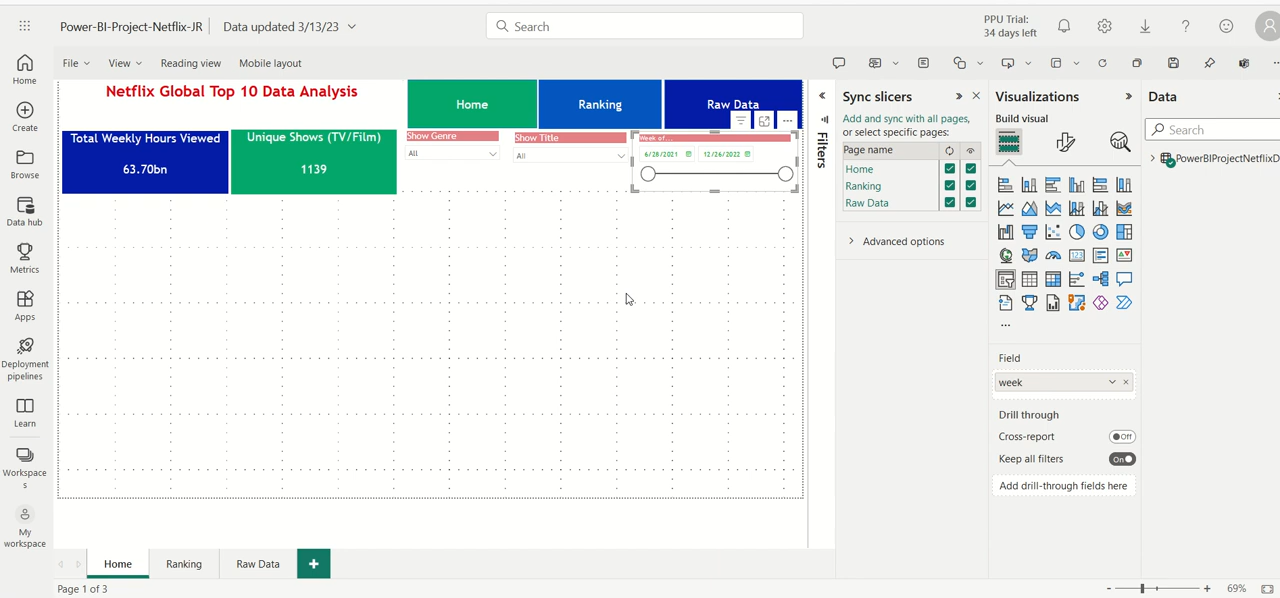 Power-BI-Project-Netflix-JR
Data updated 3/13/23
Search
PPU Trial:
34 days left
Home
Create
Browse
Data hub
Metrics
Apps
Deployment
pipelines
Learn
Workspace
s
My
workspace
File
View
Reading view
Mobile layout
Netflix Global Top 10 Data Analysis
Home
Ranking
Raw Data
Total Weekly Hours Viewed
63.70bn
Unique Shows (TV/Film)
1139
Show Genre
All
Show Title
All
Week of...
6/28/2021
12/26/2022
Filters
Sync slicers
Add and sync with all pages,
or select specific pages:
Page name
Home
Ranking
Raw Data
Advanced options
Visualizations
Build visual
Field
week
Drill through
Cross-report
Off
Keep all filters
On
Add drill-through fields here
Data
Search
PowerBIProjectNetflixD
Home
Ranking
Raw Data
Page 1 of 3
69%